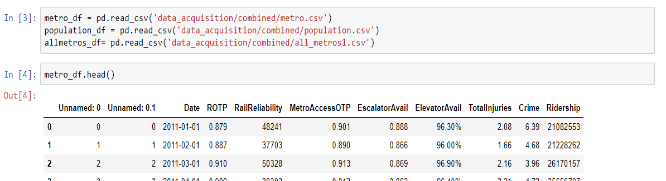 In [3]: metro_df = pd.read_csv('data_acquisition/combined/metro.csv')
population_df = pd.read_csv('data_acquisition/combined/population.csv')
allmetros_df= pd.read_csv('data_acquisition/combined/all_metros1.csv')
In [4]: metro_df.head()
Out[4]:
Unnamed: 0 Unnamed: 0.1 Date ROTP RailReliability MetroAccessOTP EscalatorAvail ElevatorAvail TotalInjuries Crime Ridership
0 0 0 2011-01-01 0.879 48241 0.901 0.888 96.30% 2.08 6.39 21082553
1 1 1 2011-02-01 0.887 37703 0.890 0.866 96.00% 1.66 4.68 21228262
2 2 2 2011-03-01 0.910 50328 0.913 0.869 96.90% 2.16 3.96 26170157